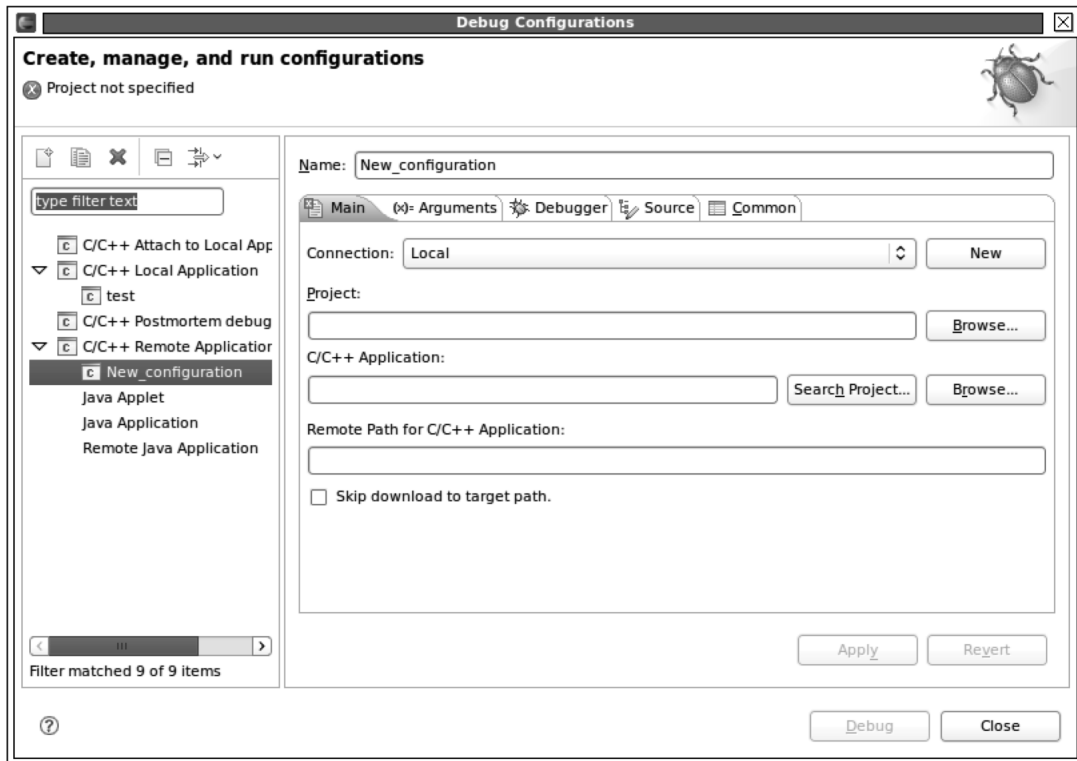 Debug Configurations
Create, manage, and run configurations
Project not specified
type filter text
C/C++ Attach to Local App
C/C++ Local Application
test
C/C++ Postmortem debug
C/C++ Remote Application
New_configuration
Java Applet
Java Application
Remote Java Application
Filter matched 9 of 9 items
Name: New_configuration
Main (x)= Arguments Debugger Source Common
Connection: Local New
Project:
Browse...
C/C++ Application:
Search Project... Browse...
Remote Path for C/C++ Application:
Skip download to target path.
Apply Revert
Debug Close